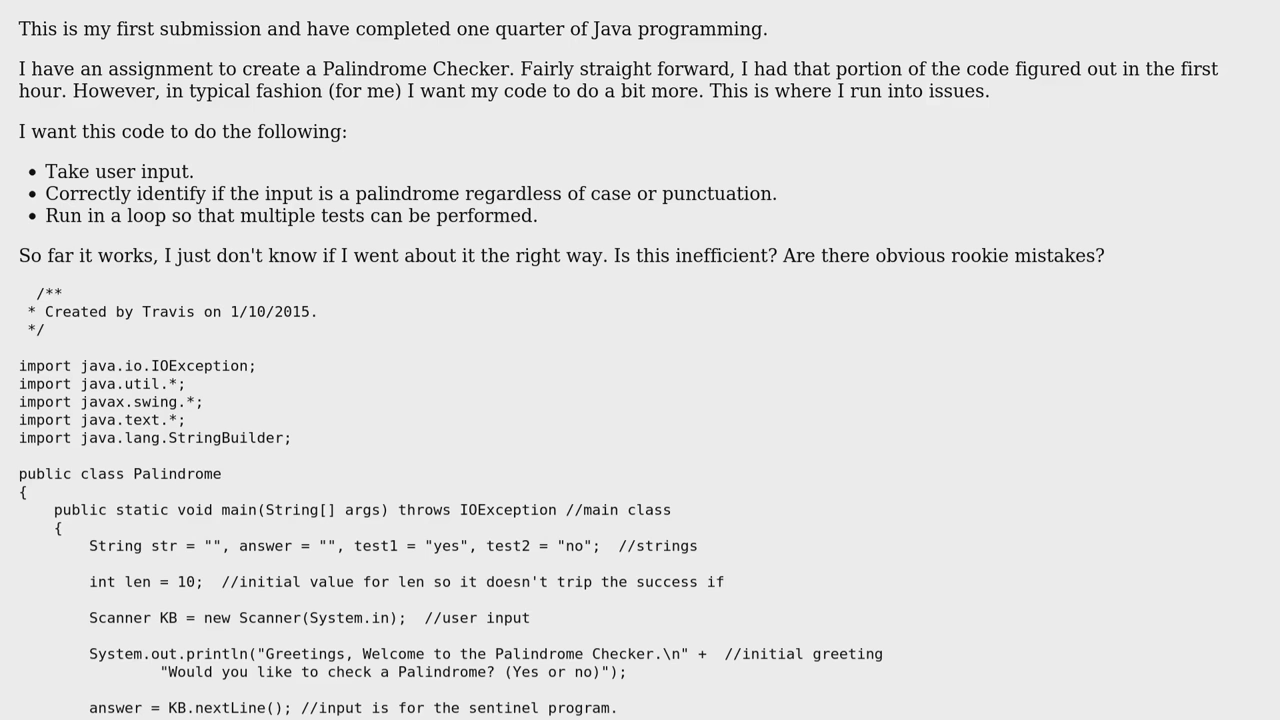 This is my first submission and have completed one quarter of Java programming.
I have an assignment to create a Palindrome Checker. Fairly straight forward, I had that portion of the code figured out in the first
hour. However, in typical fashion (for me) I want my code to do a bit more. This is where I run into issues.
I want this code to do the following:
• Take user input.
• Correctly identify if the input is a palindrome regardless of case or punctuation.
• Run in a loop so that multiple tests can be performed.
So far it works, I just don't know if I went about it the right way. Is this inefficient? Are there obvious rookie mistakes?
  /**
 * Created by Travis on 1/10/2015.
 */
import java.io.IOException;
import java.util.*;
import javax.swing.*;
import java.text.*;
import java.lang.StringBuilder;
public class Palindrome
{
    public static void main(String[] args) throws IOException //main class
    {
        String str = "", answer = "", test1 = "yes", test2 = "no";  //strings
        int len = 10;  //initial value for len so it doesn't trip the success if
        Scanner KB = new Scanner(System.in);  //user input
        System.out.println("Greetings, Welcome to the Palindrome Checker.\n" +  //initial greeting
                "Would you like to check a Palindrome? (Yes or no)");
        answer = KB.nextLine(); //input is for the sentinel program.